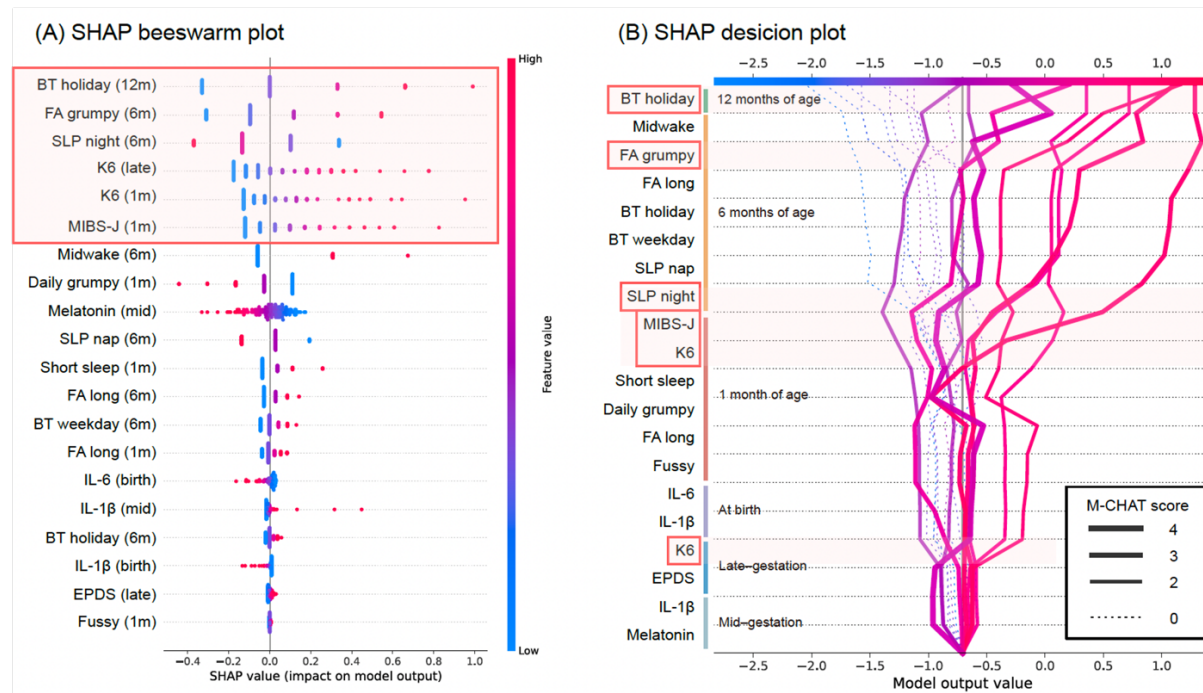 (A) SHAP beeswarm plot
High
BT holiday (12m)
FA grumpy (6m)
SLP night (6m)
K6 (late)
K6 (1m)
MIBS-J (1m)
Midwake (6m)
Daily grumpy (1m)
Melatonin (mid)
SLP nap (6m)
Short sleep (1m)
FA long (6m)
BT weekday (6m)
FA long (1m)
IL-6 (birth)
IL-1β (mid)
BT holiday (6m)
IL-1β (birth)
EPDS (late)
Fussy (1m)
Feature value
Low
−0.4 −0.2 0.0 0.2 0.4 0.6 0.8 1.0
SHAP value (impact on model output)
(B) SHAP desicion plot
−2.5 −2.0 −1.5 −1.0 −0.5 0.0 0.5 1.0
BT holiday
12 months of age
Midwake
FA grumpy
FA long
BT holiday
6 months of age
BT weekday
SLP nap
SLP night
MIBS-J
K6
Short sleep
1 month of age
Daily grumpy
FA long
Fussy
IL-6
At birth
IL-1β
K6
Late−gestation
EPDS
IL-1β
Mid−gestation
Melatonin
M-CHAT score
4
3
2
0
−2.5 −2.0 −1.5 −1.0 −0.5 0.0 0.5 1.0
Model output value